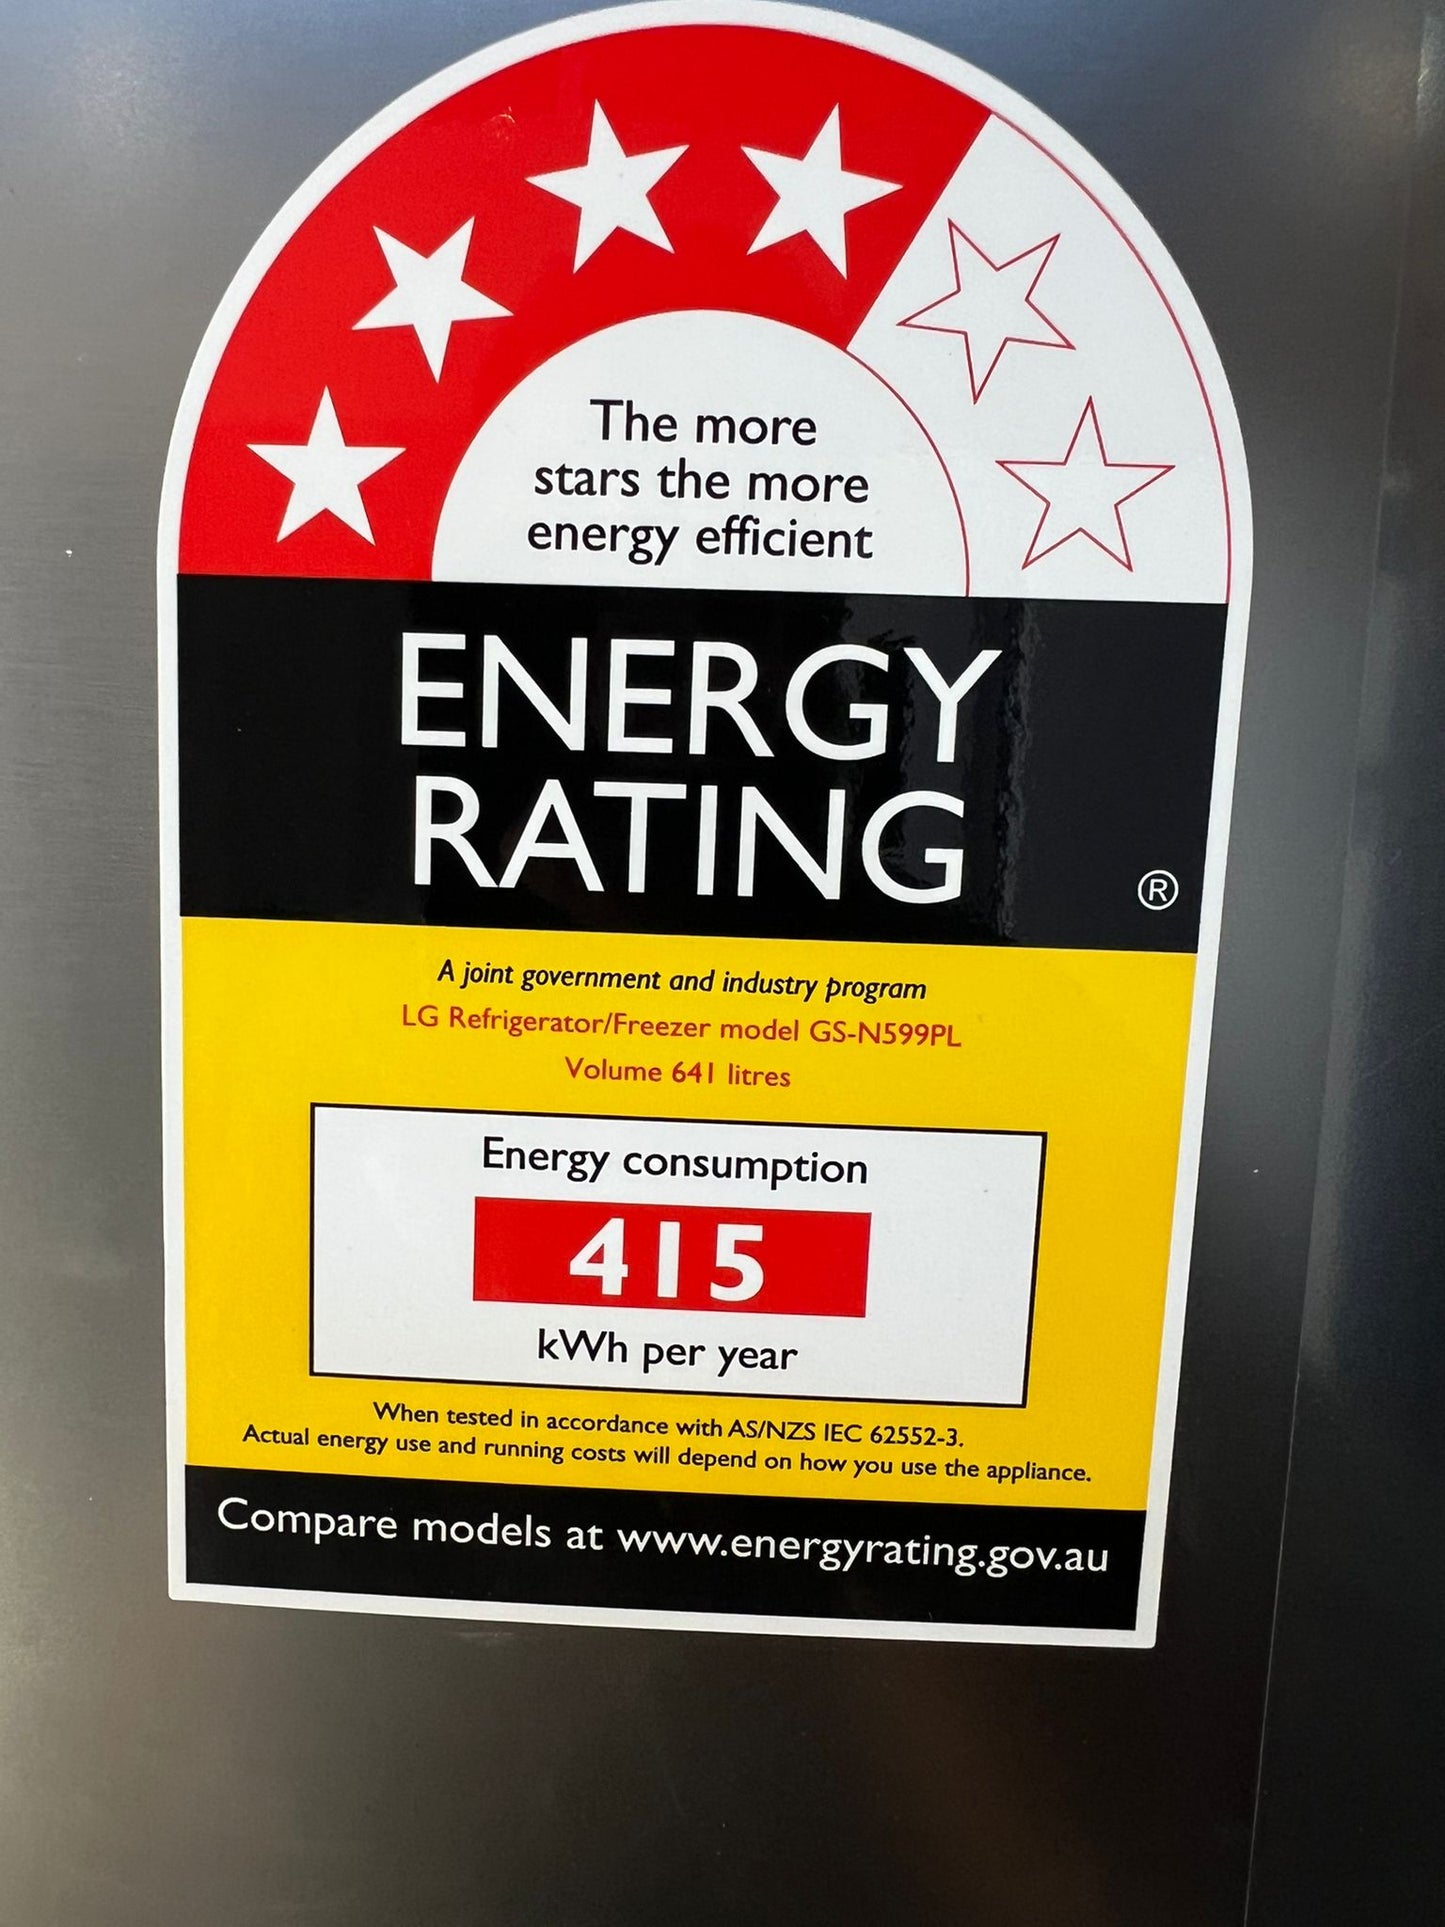 The more
stars the more
energy efficient
ENERGY
RATING
®
A joint government and industry program
LG Refrigerator/Freezer model GS-N599PL
Volume 641 litres
Energy consumption
415
kWh per year
When tested in accordance with AS/NZS IEC 62552-3.
Actual energy use and running costs will depend on how you use the appliance.
Compare models at www.energyrating.gov.au